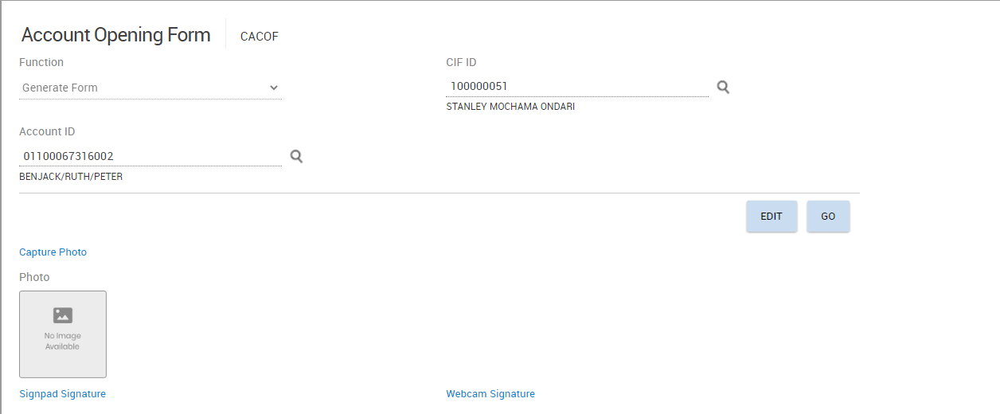 Account Opening Form CACOF
Function
Generate Form
CIF ID
100000051
STANLEY MOCHAMA ONDARI
Account ID
01100067316002
BENJACK/RUTH/PETER
EDIT GO
Capture Photo
Photo
No Image
Available
Signpad Signature Webcam Signature